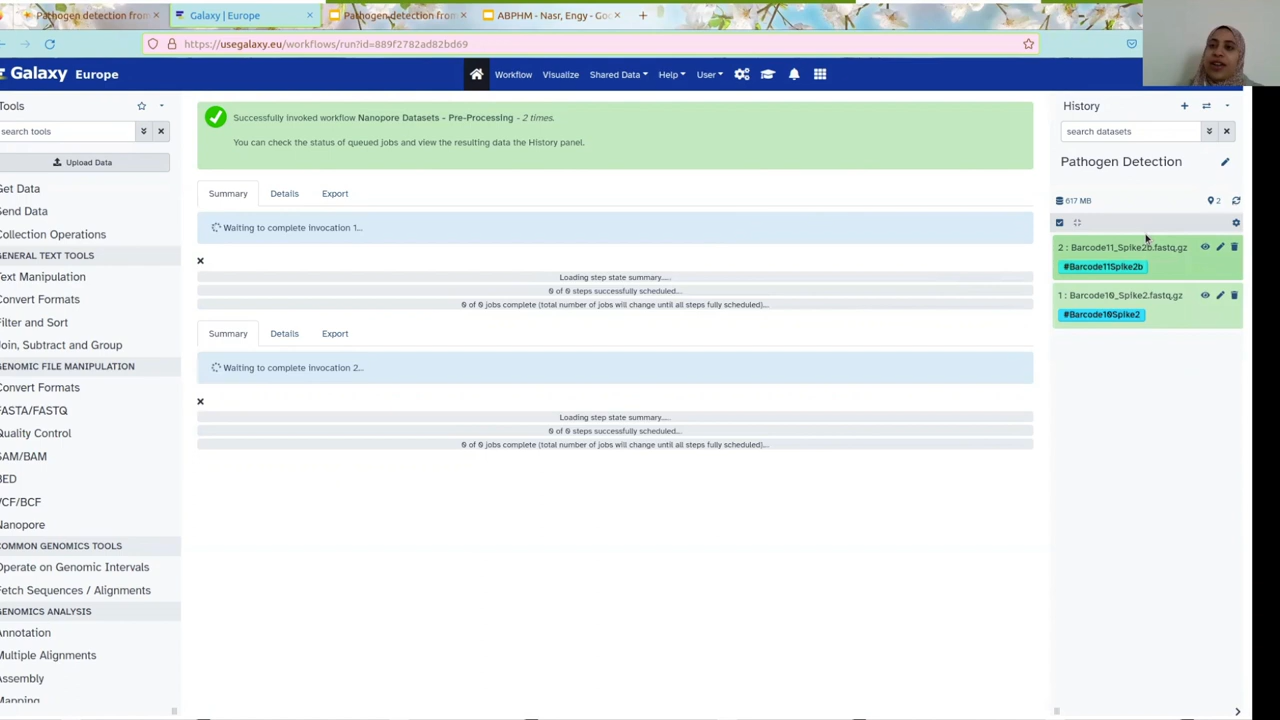 Pathogen detection from
Galaxy | Europe
Pathogen detection from
ABPHM - Nasr, Engy - Goo
https://usegalaxy.eu/workflows/run?id=889f2782ad82bd69
Galaxy Europe
Workflow
Visualize
Shared Data
Help
User
Tools
search tools
Upload Data
Get Data
Send Data
Collection Operations
GENERAL TEXT TOOLS
Text Manipulation
Convert Formats
Filter and Sort
Join, Subtract and Group
GENOMIC FILE MANIPULATION
Convert Formats
FASTA/FASTQ
Quality Control
SAM/BAM
BED
VCF/BCF
Nanopore
COMMON GENOMICS TOOLS
Operate on Genomic Intervals
Fetch Sequences / Alignments
GENOMICS ANALYSIS
Annotation
Multiple Alignments
Assembly
Mapping
Successfully invoked workflow Nanopore Datasets - Pre-Processing - 2 times.
You can check the status of queued jobs and view the resulting data the History panel.
Summary
Details
Export
Waiting to complete Invocation 1...
Loading step state summary.....
0 of 0 steps successfully scheduled...
0 of 0 jobs complete (total number of jobs will change until all steps fully scheduled)...
Summary
Details
Export
Waiting to complete Invocation 2...
Loading step state summary.....
0 of 0 steps successfully scheduled...
0 of 0 jobs complete (total number of jobs will change until all steps fully scheduled)...
History
search datasets
Pathogen Detection
617 MB
2
2 : Barcode11_Spike2b.fastq.gz
#Barcode11Spike2b
1 : Barcode10_Spike2.fastq.gz
#Barcode10Spike2